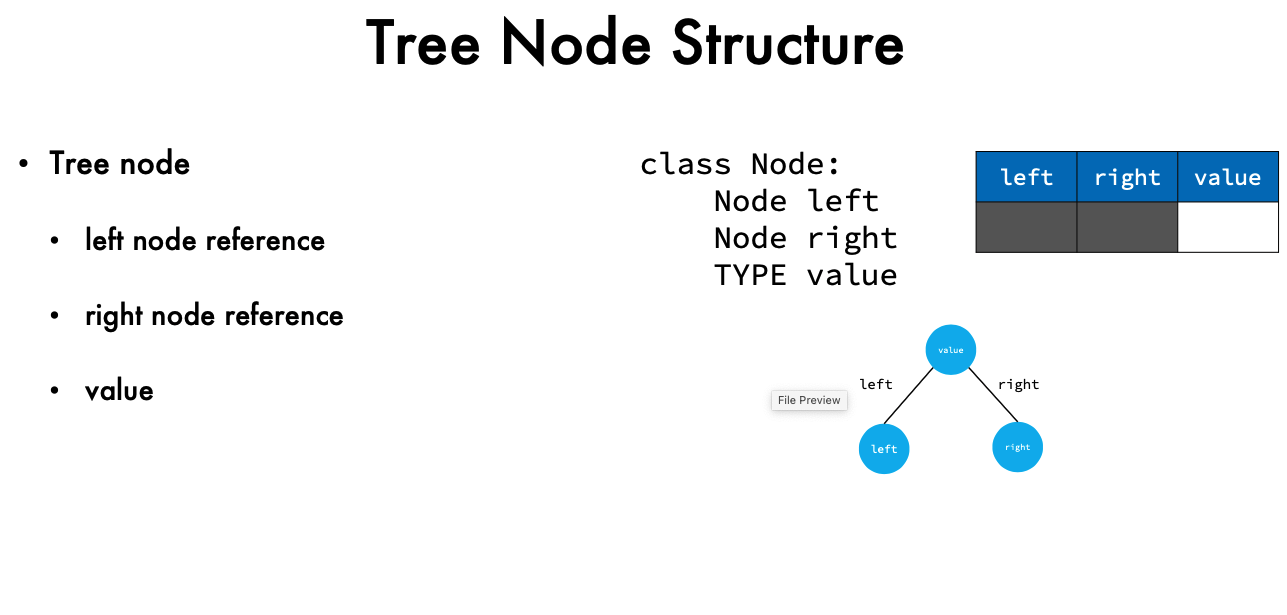 Tree Node Structure
• Tree node
• left node reference
• right node reference
• value
class Node:
Node left
Node right
TYPE value
left right value
value
left right
File Preview
left right